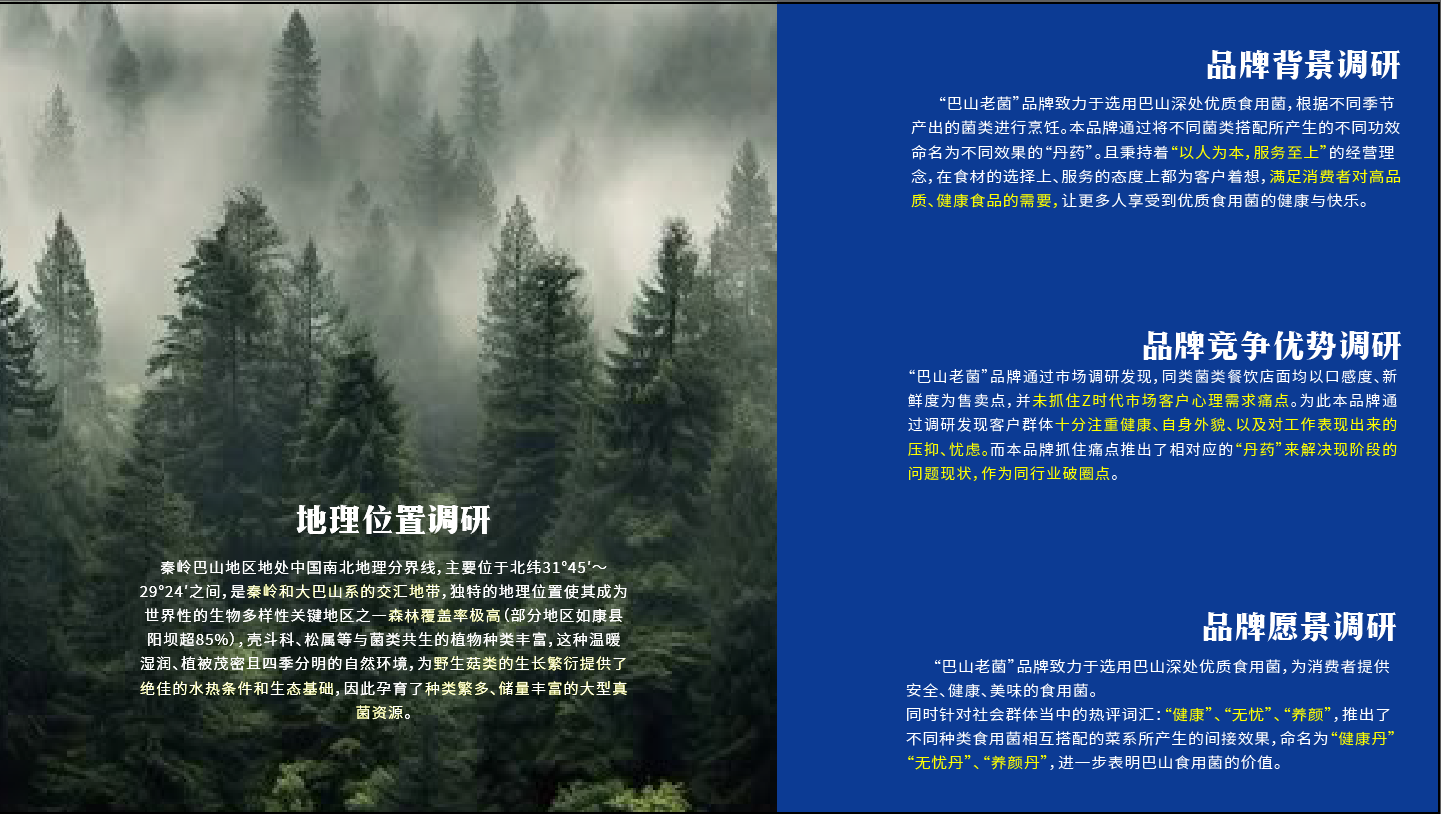 地理位置调研
秦岭巴山地区地处中国南北地理分界线,主要位于北纬31°45′～
29°24′之间,是秦岭和大巴山系的交汇地带,独特的地理位置使其成为
世界性的生物多样性关键地区之一森林覆盖率极高(部分地区如康县
阳坝超85%),壳斗科、松属等与菌类共生的植物种类丰富,这种温暖
湿润、植被茂密且四季分明的自然环境,为野生菇类的生长繁衍提供了
绝佳的水热条件和生态基础,因此孕育了种类繁多、储量丰富的大型真
菌资源。
品牌背景调研
“巴山老菌”品牌致力于选用巴山深处优质食用菌,根据不同季节
产出的菌类进行烹饪。本品牌通过将不同菌类搭配所产生的不同功效
命名为不同效果的“丹药”。且秉持着“以人为本,服务至上”的经营理
念,在食材的选择上、服务的态度上都为客户着想,满足消费者对高品
质、健康食品的需要,让更多人享受到优质食用菌的健康与快乐。
品牌竞争优势调研
“巴山老菌”品牌通过市场调研发现,同类菌类餐饮店面均以口感度、新
鲜度为售卖点,并未抓住Z时代市场客户心理需求痛点。为此本品牌通
过调研发现客户群体十分注重健康、自身外貌、以及对工作表现出来的
压抑、忧虑。而本品牌抓住痛点推出了相对应的“丹药”来解决现阶段的
问题现状,作为同行业破圈点。
品牌愿景调研
“巴山老菌”品牌致力于选用巴山深处优质食用菌,为消费者提供
安全、健康、美味的食用菌。
同时针对社会群体当中的热评词汇:“健康”、“无忧”、“养颜”,推出了
不同种类食用菌相互搭配的菜系所产生的间接效果,命名为“健康丹”
“无忧丹”、“养颜丹”,进一步表明巴山食用菌的价值。